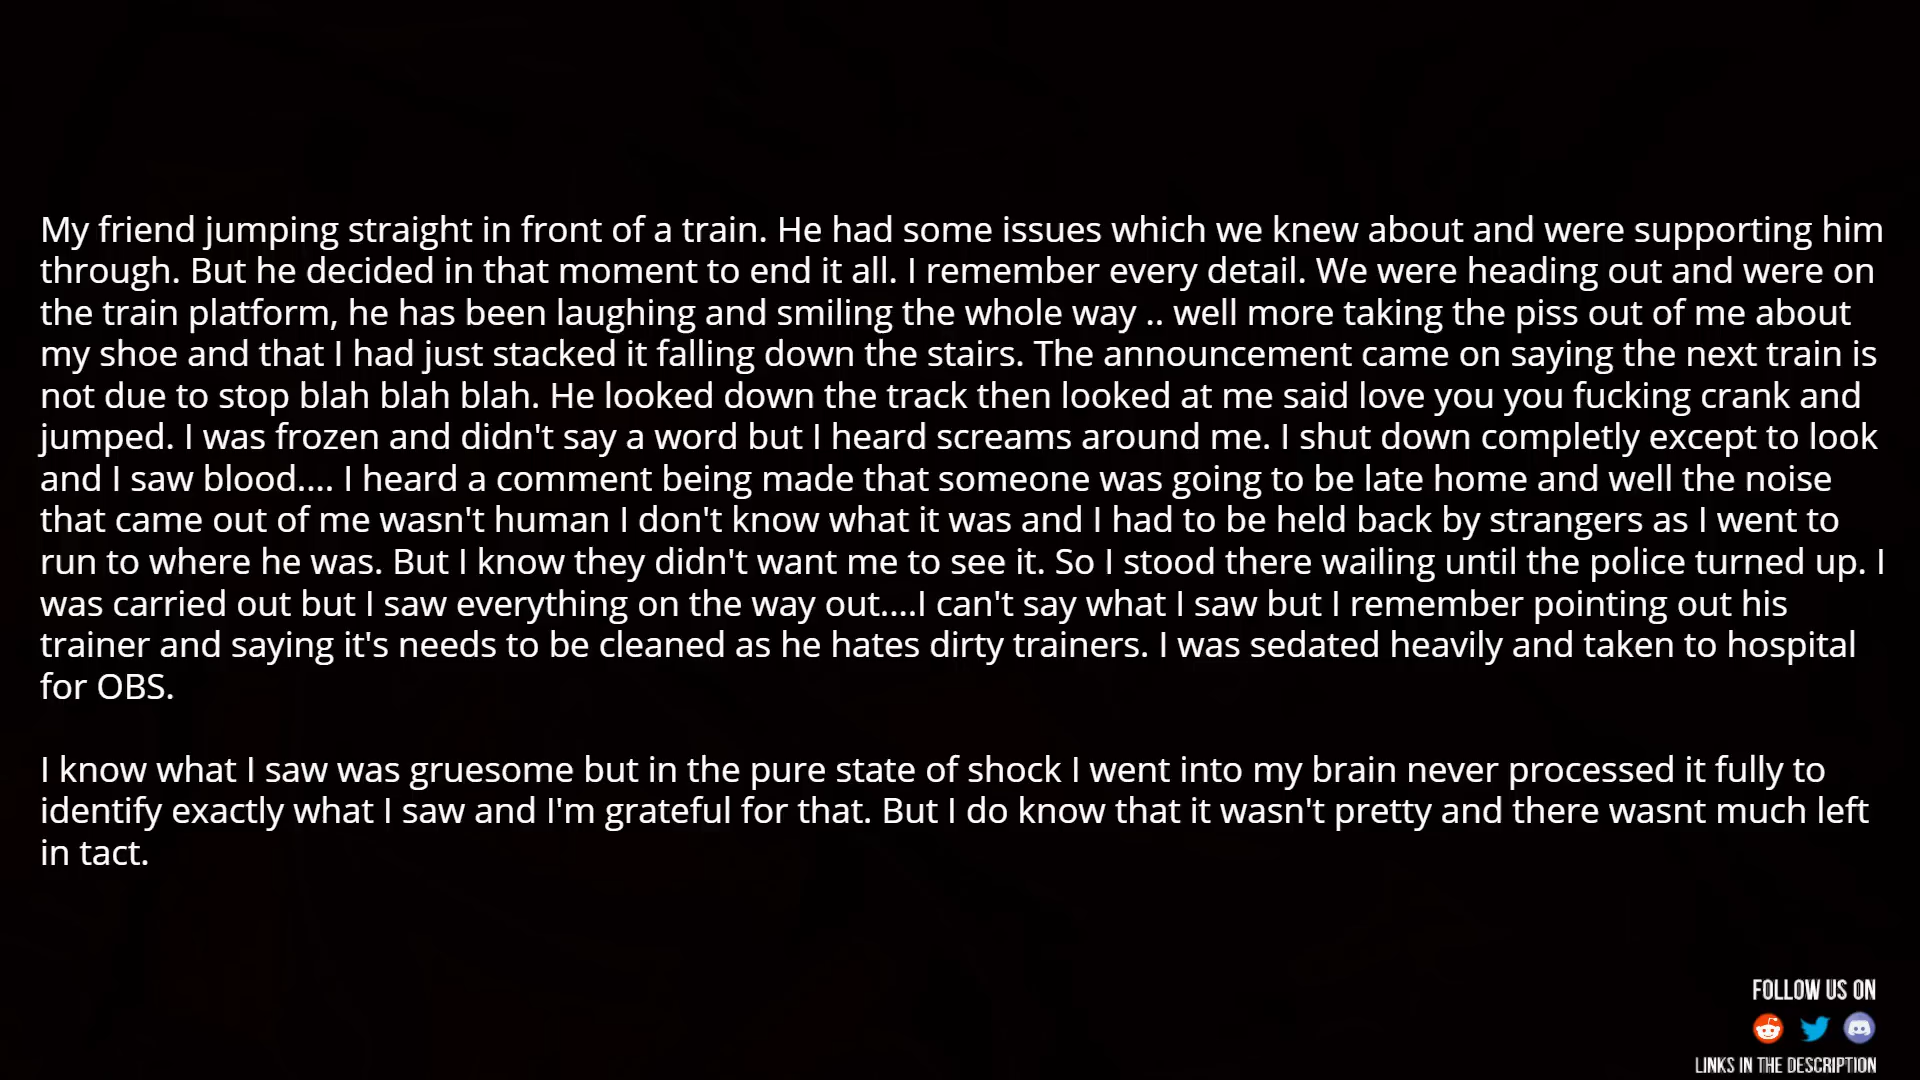 My friend jumping straight in front of a train. He had some issues which we knew about and were supporting him
through. But he decided in that moment to end it all. I remember every detail. We were heading out and were on
the train platform, he has been laughing and smiling the whole way .. well more taking the piss out of me about
my shoe and that I had just stacked it falling down the stairs. The announcement came on saying the next train is
not due to stop blah blah blah. He looked down the track then looked at me said love you you fucking crank and
jumped. I was frozen and didn't say a word but I heard screams around me. I shut down completly except to look
and I saw blood.... I heard a comment being made that someone was going to be late home and well the noise
that came out of me wasn't human I don't know what it was and I had to be held back by strangers as I went to
run to where he was. But I know they didn't want me to see it. So I stood there wailing until the police turned up. I
was carried out but I saw everything on the way out....I can't say what I saw but I remember pointing out his
trainer and saying it's needs to be cleaned as he hates dirty trainers. I was sedated heavily and taken to hospital
for OBS.
I know what I saw was gruesome but in the pure state of shock I went into my brain never processed it fully to
identify exactly what I saw and I'm grateful for that. But I do know that it wasn't pretty and there wasnt much left
in tact.
FOLLOW US ON
LINKS IN THE DESCRIPTION